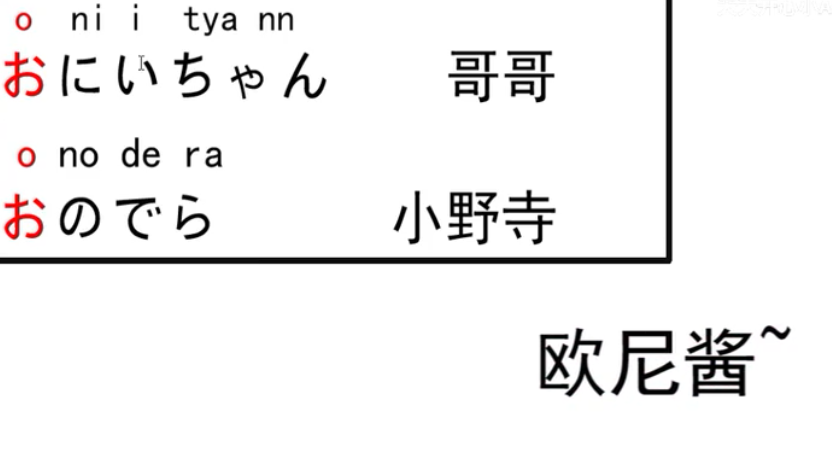 o ni i tya nn
おにいちゃん 哥哥
o no de ra
おのでら 小野寺
欧尼酱~